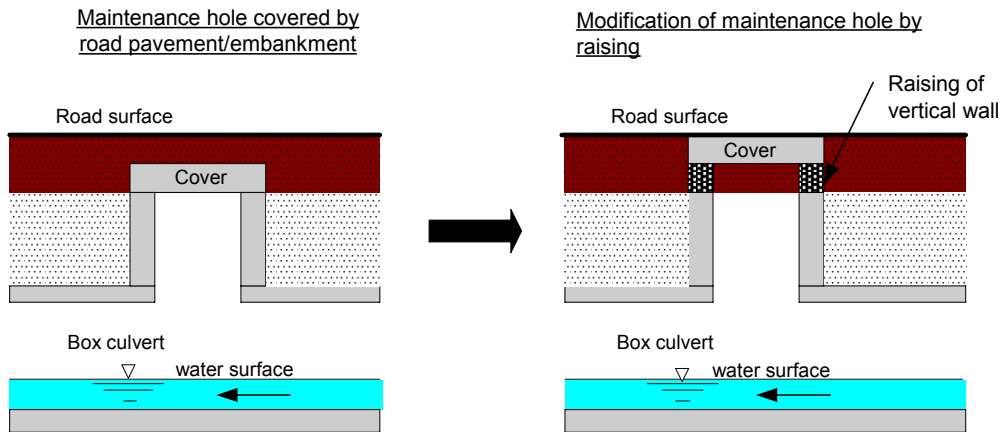 Maintenance hole covered by
road pavement/embankment
Road surface
Cover
Box culvert
water surface
Modification of maintenance hole by
raising
Raising of
vertical wall
Road surface
Cover
Box culvert
water surface